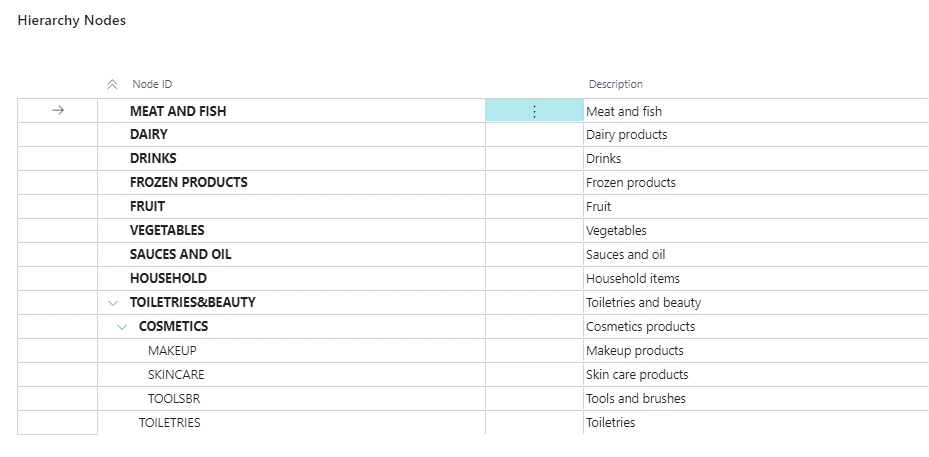 Hierarchy Nodes
Node ID Description
MEAT AND FISH Meat and fish
DAIRY Dairy products
DRINKS Drinks
FROZEN PRODUCTS Frozen products
FRUIT Fruit
VEGETABLES Vegetables
SAUCES AND OIL Sauces and oil
HOUSEHOLD Household items
TOILETRIES&BEAUTY Toiletries and beauty
COSMETICS Cosmetics products
MAKEUP Makeup products
SKINCARE Skin care products
TOOLSBR Tools and brushes
TOILETRIES Toiletries